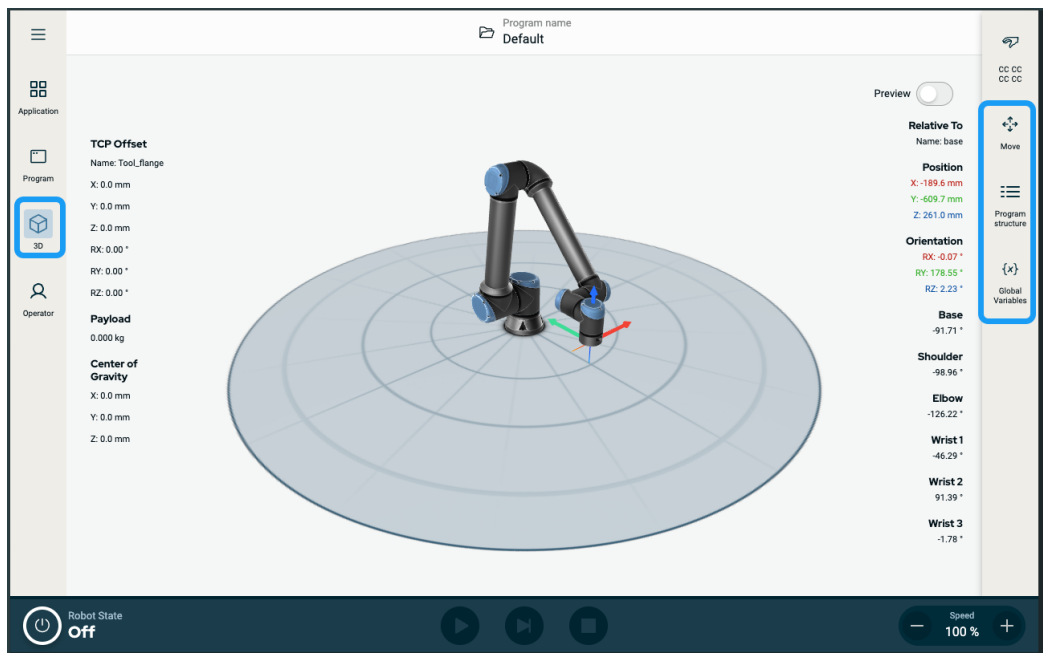 Program name
Default
Application
Program
3D
Operator
TCP Offset
Name: Tool_flange
X: 0.0 mm
Y: 0.0 mm
Z: 0.0 mm
RX: 0.00 °
RY: 0.00 °
RZ: 0.00 °
Payload
0.000 kg
Center of
Gravity
X: 0.0 mm
Y: 0.0 mm
Z: 0.0 mm
Preview
Relative To
Name: base
Position
X: -189.6 mm
Y: -609.7 mm
Z: 261.0 mm
Orientation
RX: -0.07 °
RY: 178.55 °
RZ: 2.23 °
Base
-91.71 °
Shoulder
-98.96 °
Elbow
-126.22 °
Wrist 1
-46.29 °
Wrist 2
91.39 °
Wrist 3
-1.78 °
CC CC
CC CC
Move
Program
structure
{x}
Global
Variables
Robot State
Off
Speed
100 %